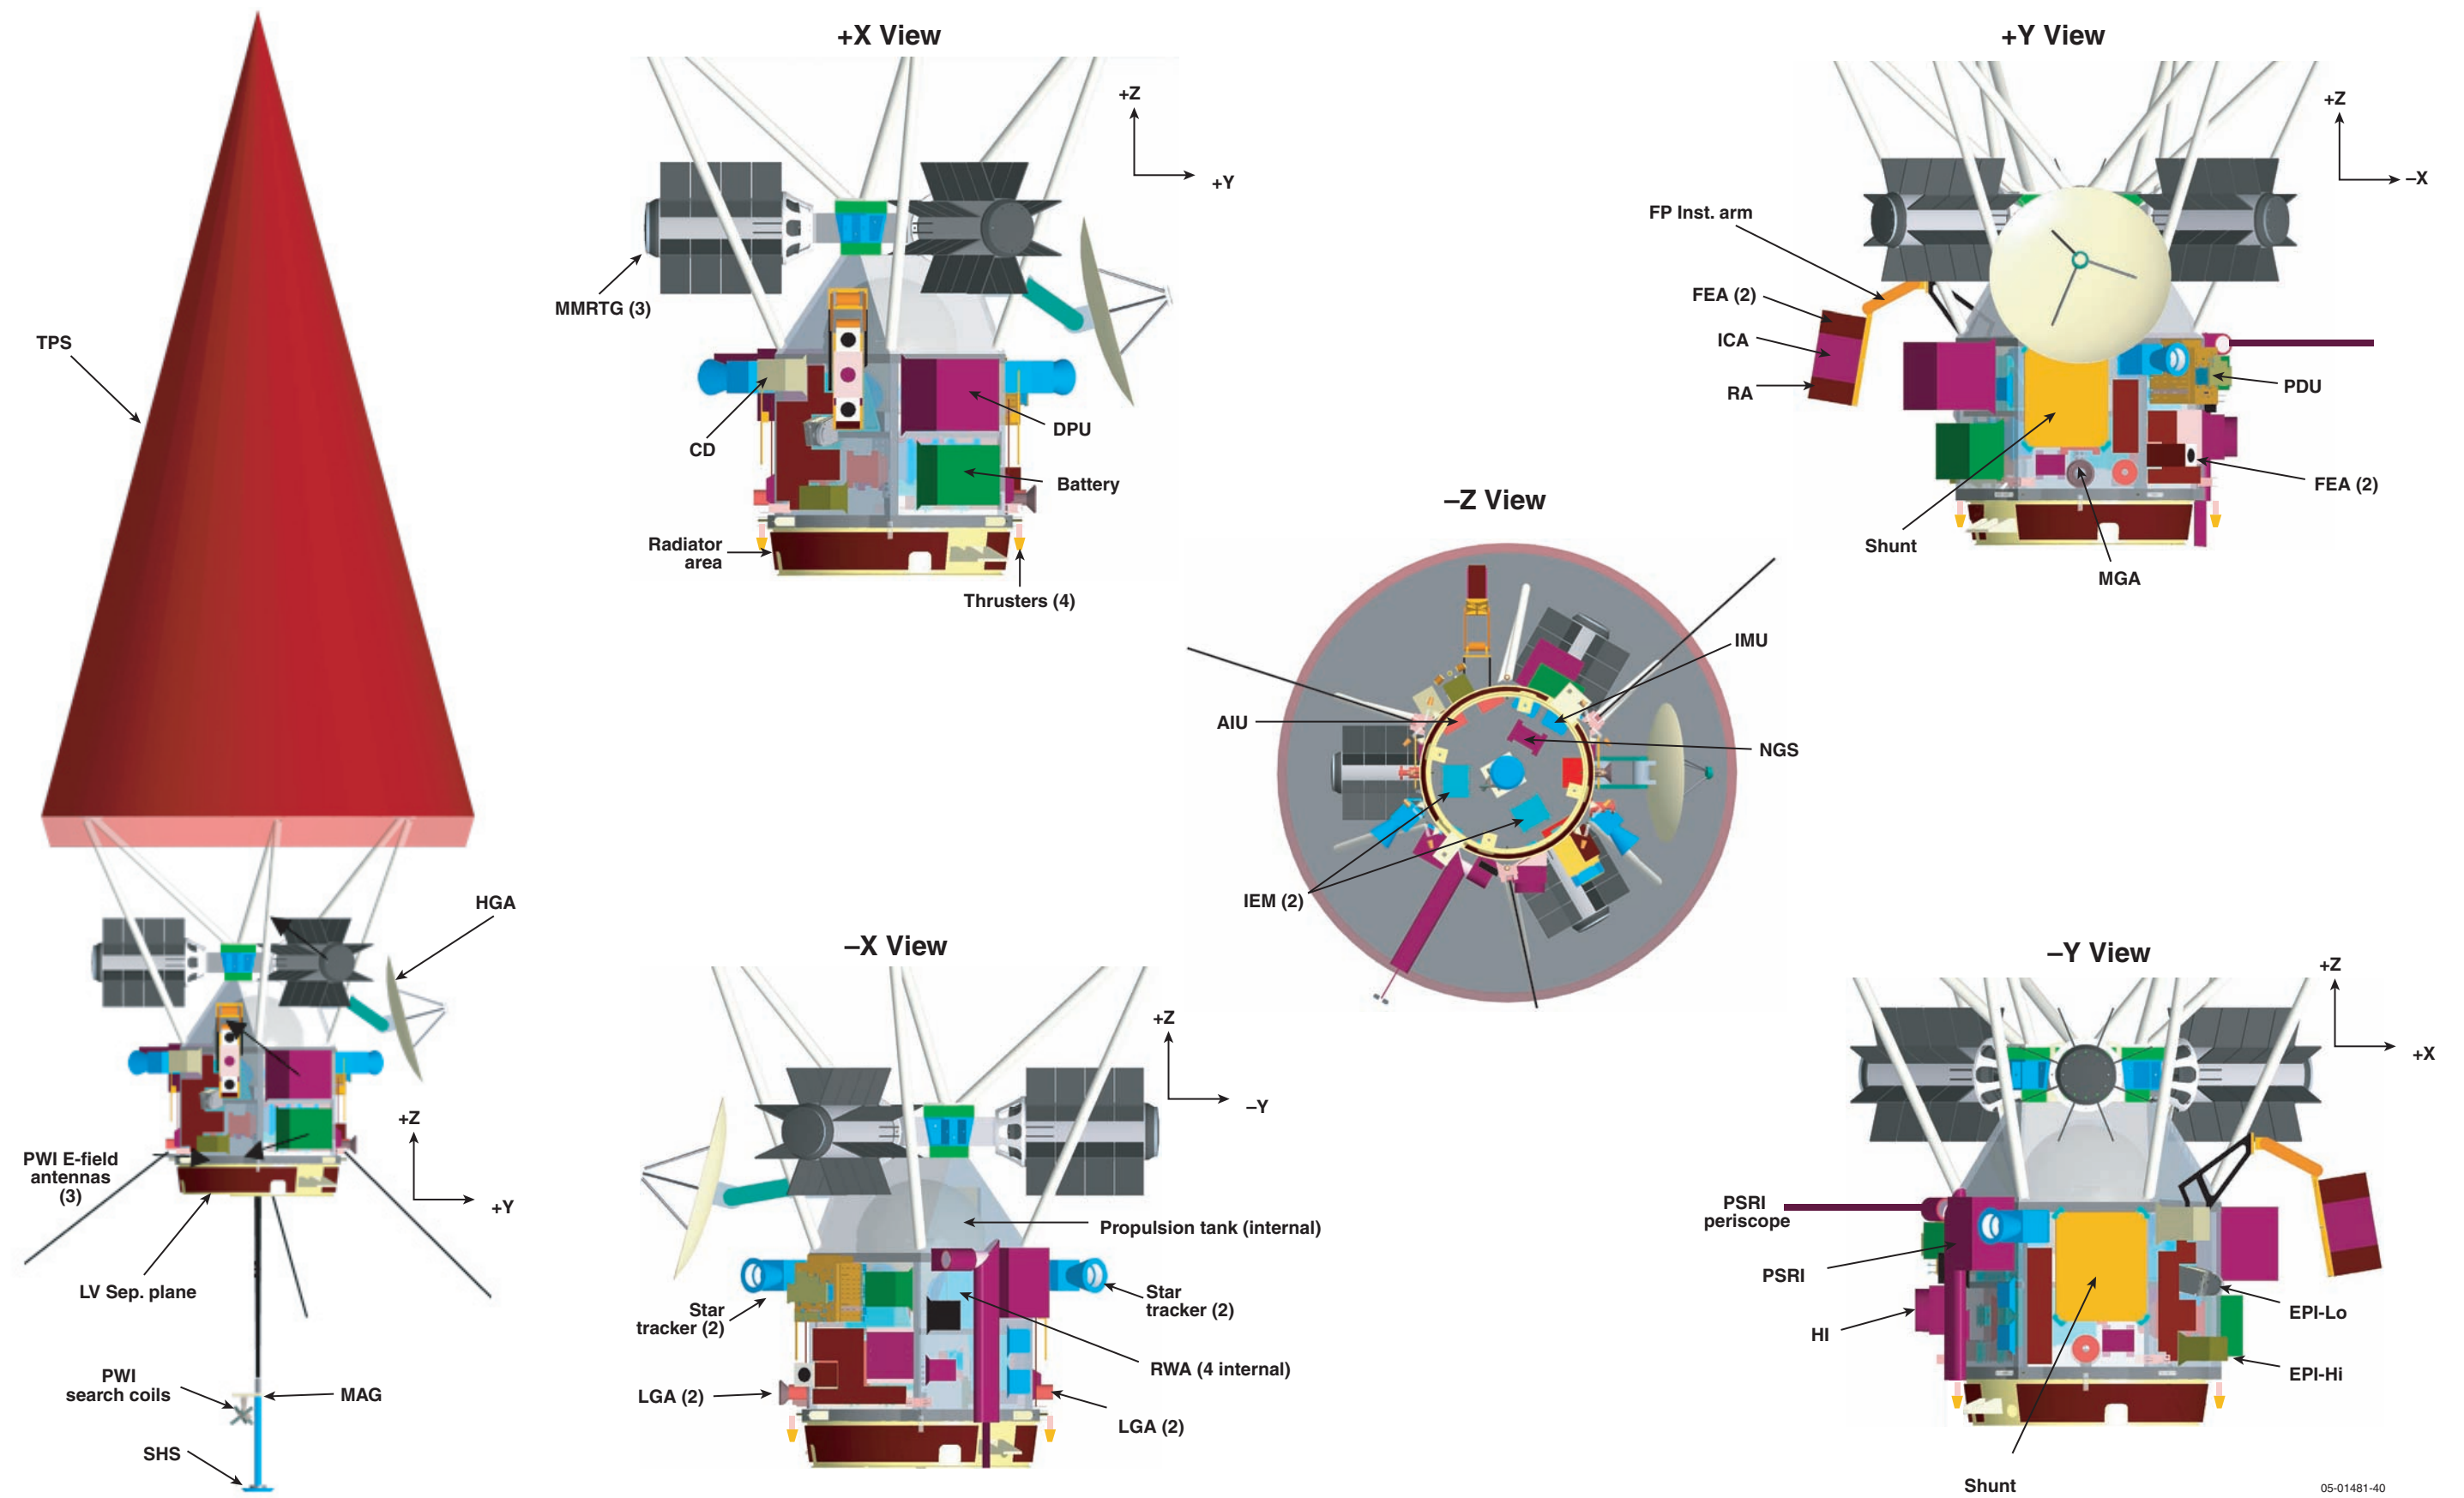 +X View
+Z
+Y
MMRTG (3)
CD
DPU
Battery
Radiator
area
Thrusters (4)
+Y View
+Z
–X
FP Inst. arm
FEA (2)
ICA
RA
PDU
FEA (2)
Shunt
MGA
TPS
HGA
+Z
+Y
PWI E-field
antennas
(3)
LV Sep. plane
PWI
search coils
MAG
SHS
–Z View
IMU
AIU
NGS
IEM (2)
–X View
+Z
–Y
Propulsion tank (internal)
Star
tracker (2)
Star
tracker (2)
RWA (4 internal)
LGA (2)
LGA (2)
–Y View
+Z
+X
PSRI
periscope
PSRI
HI
EPI-Lo
EPI-Hi
Shunt
05-01481-40